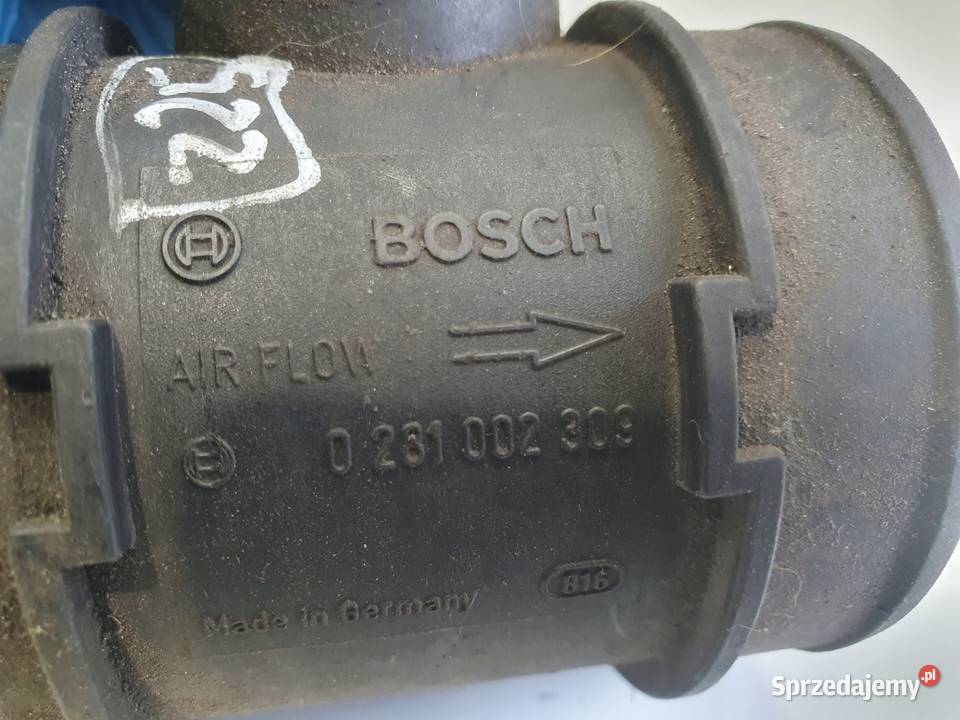 225
BOSCH
AIR FLOW
0 281 002 309
816
Made in Germany
Sprzedajemy.pl